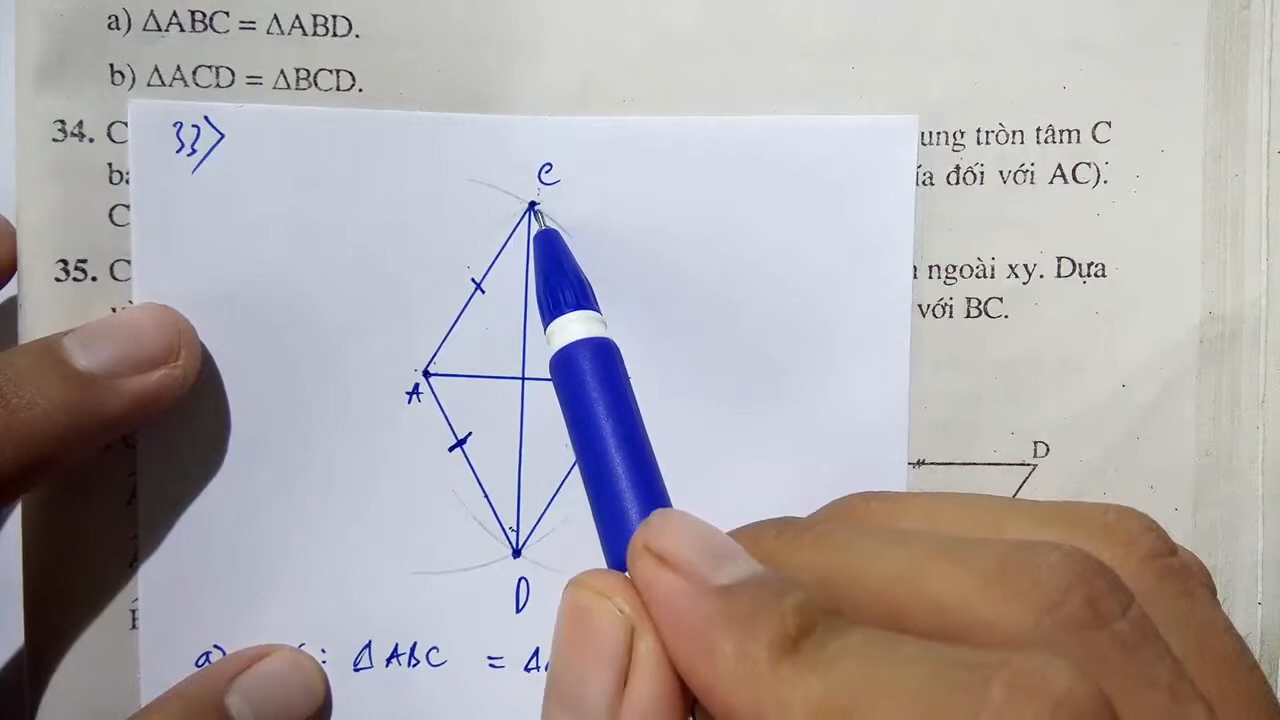 a) ΔABC = ΔABD.
b) ΔACD = ΔBCD.
34. C
ung tròn tâm C
ía đối với AC).
C
35. C
ngoài xy. Dựa
với BC.
33>
C
A
D
D
a)
: Δ ABC = Δ